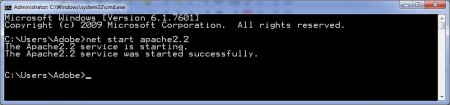 Administrator: C:\Windows\system32\cmd.exe
Microsoft Windows [Version 6.1.7601]
Copyright (c) 2009 Microsoft Corporation.  All rights reserved.
C:\Users\Adobe>net start apache2.2
The Apache2.2 service is starting.
The Apache2.2 service was started successfully.
C:\Users\Adobe>_